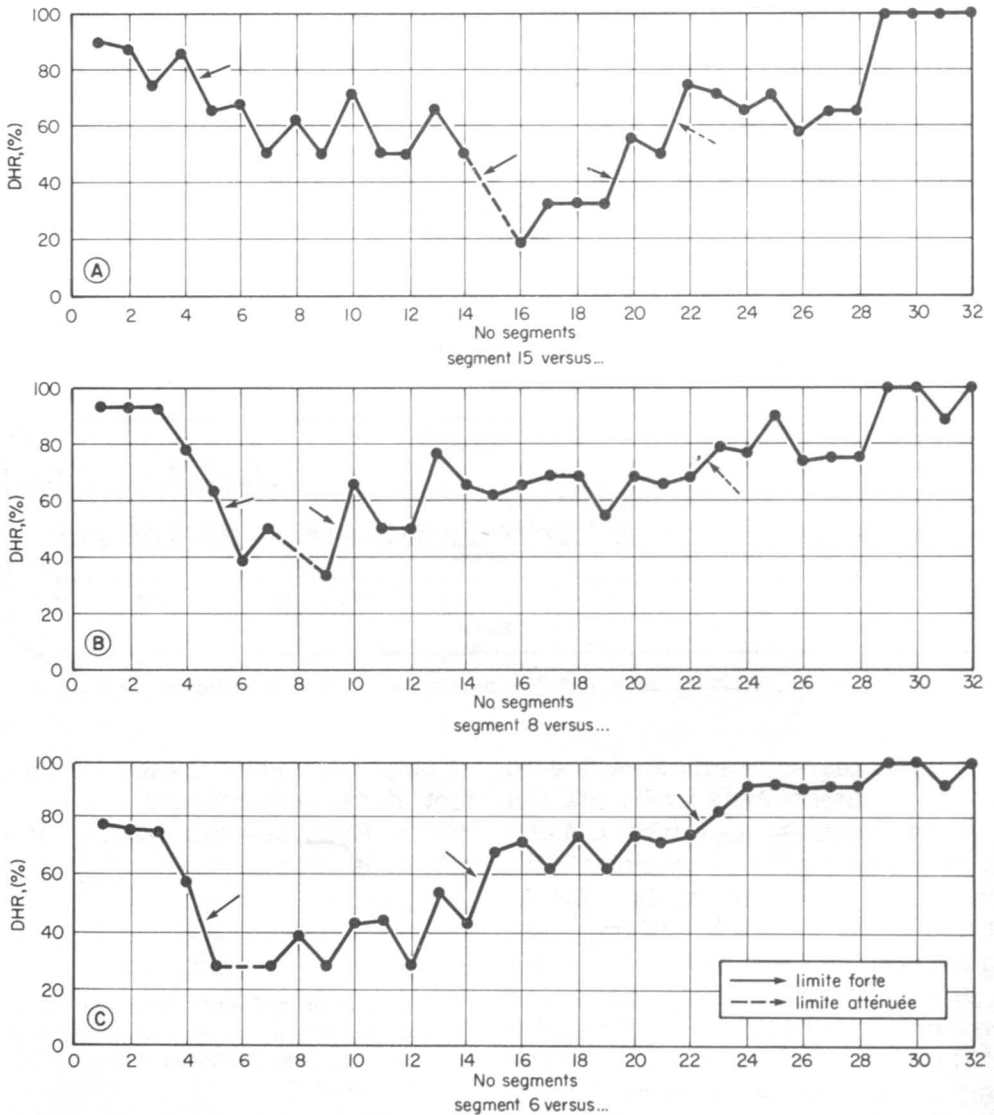 100
80
60
40
20
0
DHR,(%)
A
0 2 4 6 8 10 12 14 16 18 20 22 24 26 28 30 32
No segments
segment 15 versus...
100
80
60
40
20
0
DHR,(%)
B
0 2 4 6 8 10 12 14 16 18 20 22 24 26 28 30 32
No segments
segment 8 versus...
100
80
60
40
20
0
DHR,(%)
limite forte
limite atténuée
C
0 2 4 6 8 10 12 14 16 18 20 22 24 26 28 30 32
No segments
segment 6 versus...